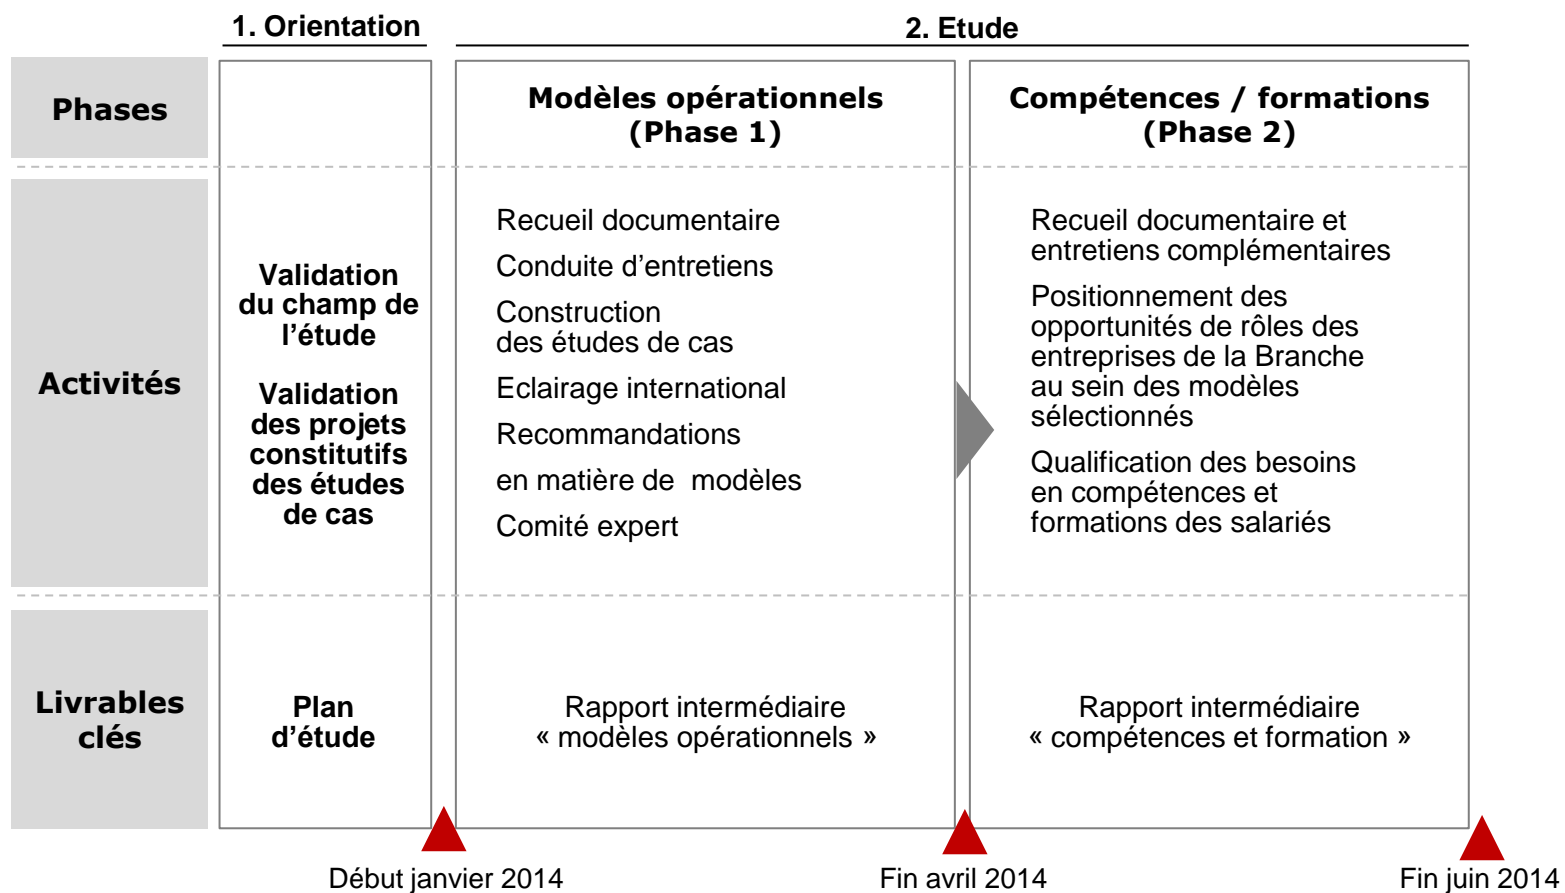 1. Orientation
2. Etude
Phases
Modèles opérationnels
(Phase 1)
Compétences / formations
(Phase 2)
Activités
Validation
du champ de
l’étude
Validation
des projets
constitutifs
des études
de cas
Recueil documentaire
Conduite d’entretiens
Construction
des études de cas
Eclairage international
Recommandations
en matière de  modèles
Comité expert
Recueil documentaire et
entretiens complémentaires
Positionnement des
opportunités de rôles des
entreprises de la Branche
au sein des modèles
sélectionnés
Qualification des besoins
en compétences et
formations des salariés
Livrables
clés
Plan
d’étude
Rapport intermédiaire
« modèles opérationnels »
Rapport intermédiaire
« compétences et formation »
Début janvier 2014
Fin avril 2014
Fin juin 2014